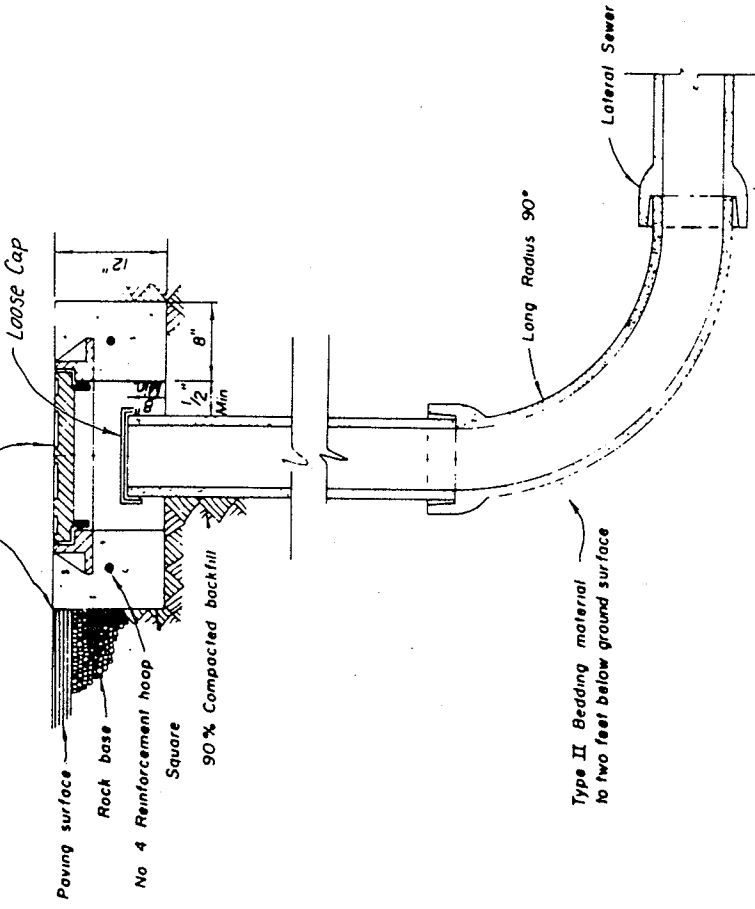 Loose Cap
12"
8"
1/2"
Min
Paving surface
Rock base
No 4 Reinforcement hoop
Square
90% Compacted backfill
Long Radius 90°
Lateral Sewer
Type II Bedding material
to two feet below ground surface